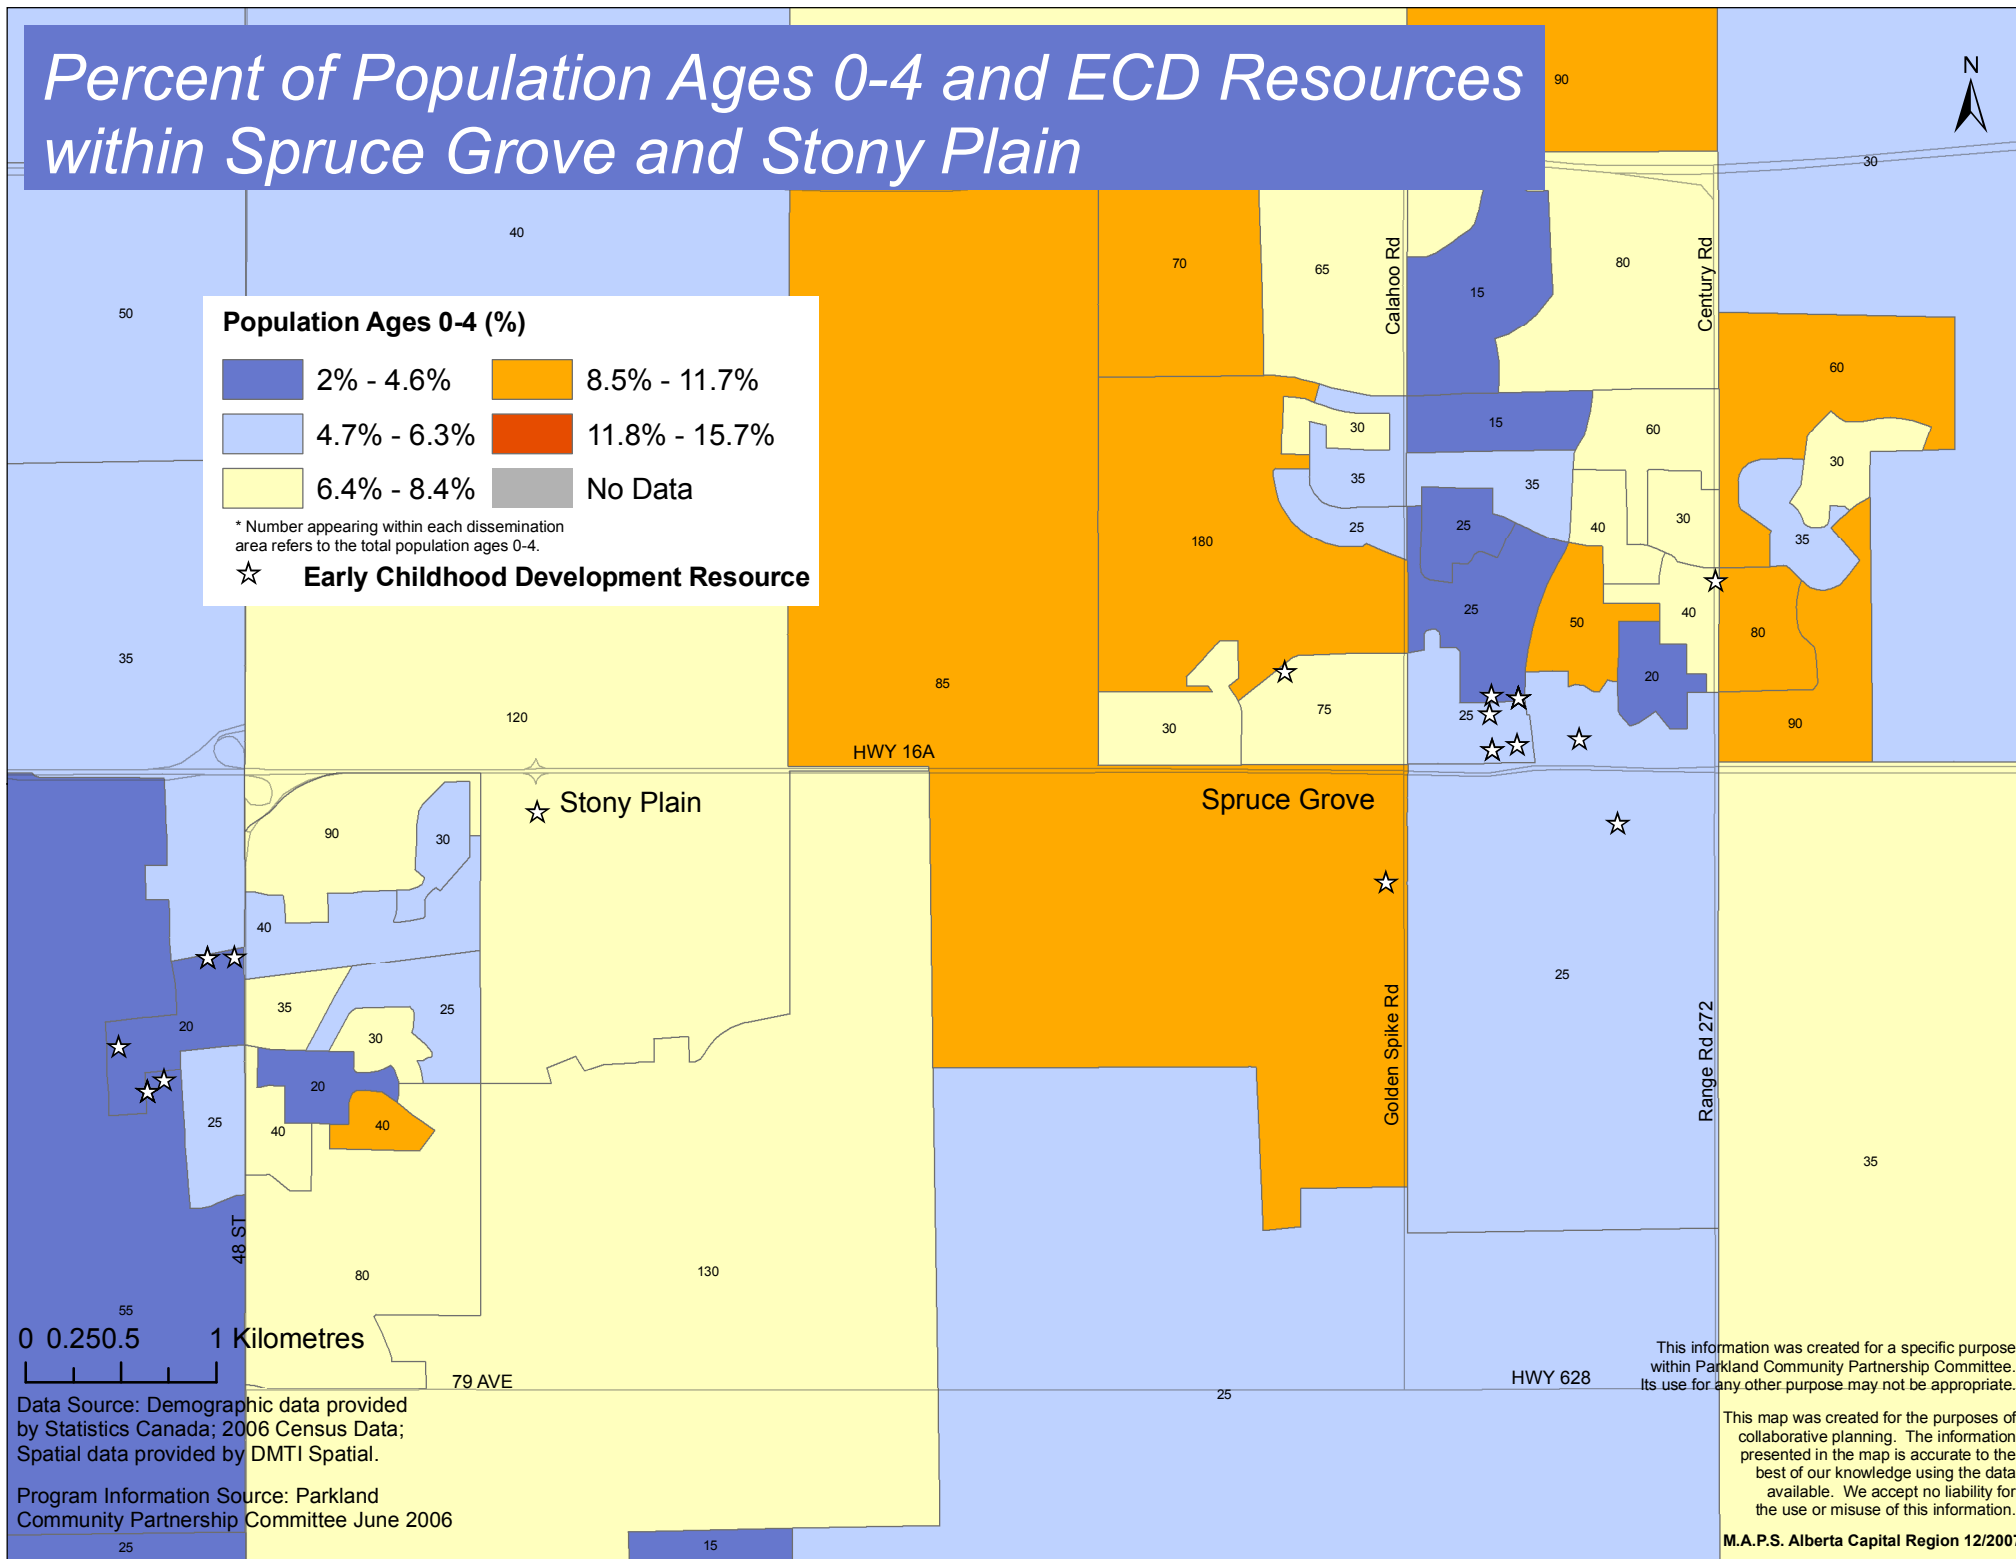 Percent of Population Ages 0-4 and ECD Resources
within Spruce Grove and Stony Plain
N
90
30
40
50
70
65
Calahoo Rd
15
80
Century Rd
Population Ages 0-4 (%)
2% - 4.6%
8.5% - 11.7%
4.7% - 6.3%
11.8% - 15.7%
6.4% - 8.4%
No Data
* Number appearing within each dissemination
area refers to the total population ages 0-4.
Early Childhood Development Resource
60
30
15
60
30
35
35
25
25
40
30
35
180
25
50
40
80
35
85
20
120
30
75
25
90
HWY 16A
Stony Plain
Spruce Grove
90
30
40
25
35
25
30
20
Golden Spike Rd
Range Rd 272
20
25
40
40
35
48 ST
80
130
55
0 0.250.5 1 Kilometres
79 AVE
25
HWY 628
Data Source: Demographic data provided
by Statistics Canada; 2006 Census Data;
Spatial data provided by DMTI Spatial.
Program Information Source: Parkland
Community Partnership Committee June 2006
25
15
This information was created for a specific purpose
within Parkland Community Partnership Committee.
Its use for any other purpose may not be appropriate.
This map was created for the purposes of
collaborative planning. The information
presented in the map is accurate to the
best of our knowledge using the data
available. We accept no liability for
the use or misuse of this information.
M.A.P.S. Alberta Capital Region 12/2007